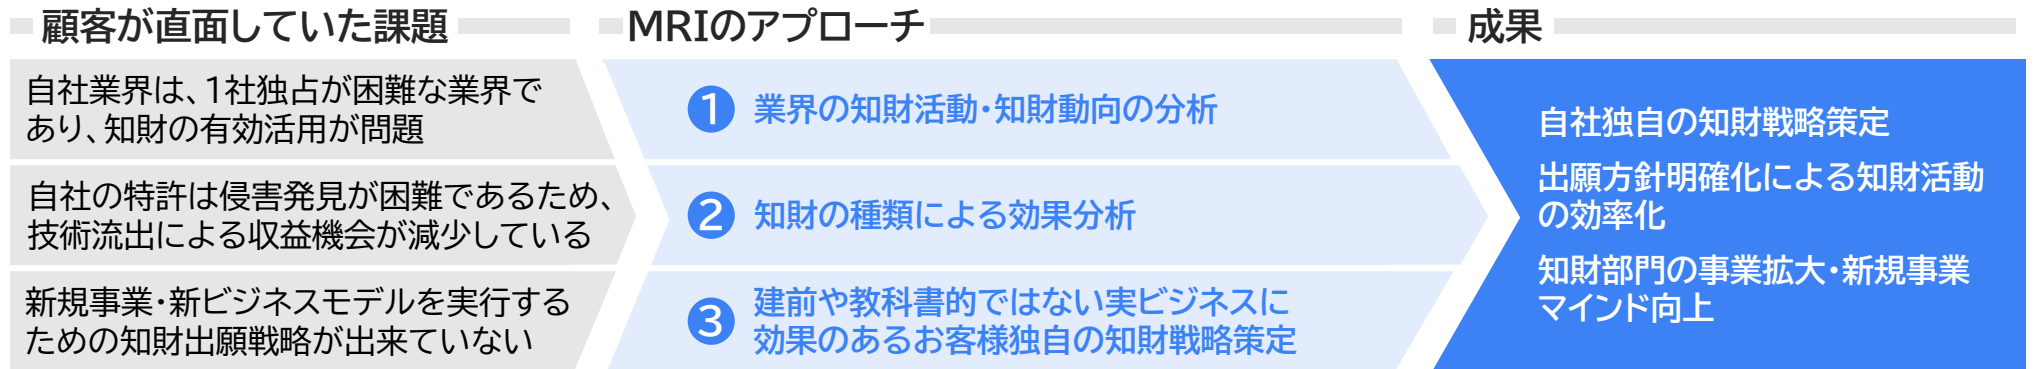 顧客が直面していた課題
自社業界は、1社独占が困難な業界で
あり、知財の有効活用が問題
自社の特許は侵害発見が困難であるため、
技術流出による収益機会が減少している
新規事業・新ビジネスモデルを実行する
ための知財出願戦略が出来ていない
MRIのアプローチ
1 業界の知財活動・知財動向の分析
2 知財の種類による効果分析
3 建前や教科書的ではない実ビジネスに
効果のあるお客様独自の知財戦略策定
成果
自社独自の知財戦略策定
出願方針明確化による知財活動
の効率化
知財部門の事業拡大・新規事業
マインド向上